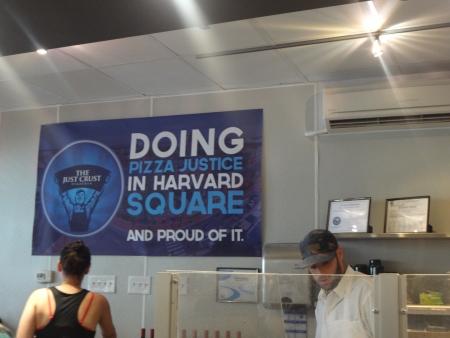 THE
JUST CRUST
DOING
PIZZA JUSTICE
IN HARVARD
SQUARE
AND PROUD OF IT.